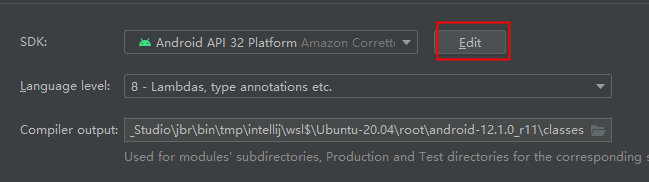 SDK: Android API 32 Platform Amazon Corrett Edit
Language level: 8 - Lambdas, type annotations etc.
Compiler output: _Studio\jbr\bin\tmp\intellij\wsl$\Ubuntu-20.04\root\android-12.1.0_r11\classes
Used for modules' subdirectories, Production and Test directories for the corresponding s